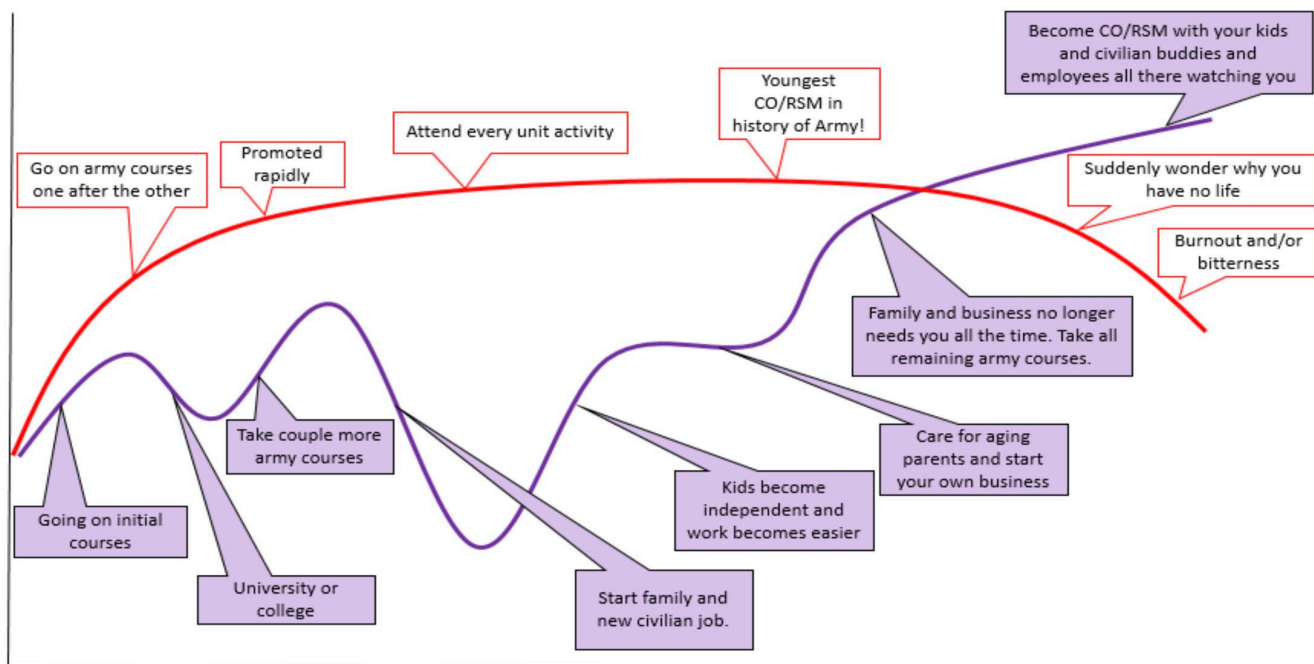 Become CO/RSM with your kids
and civilian buddies and
employees all there watching you
Youngest
CO/RSM in
history of Army!
Attend every unit activity
Promoted
rapidly
Go on army courses
one after the other
Suddenly wonder why you
have no life
Burnout and/or
bitterness
Family and business no longer
needs you all the time. Take all
remaining army courses.
Take couple more
army courses
Care for aging
parents and start
your own business
Kids become
independent and
work becomes easier
Going on initial
courses
University or
college
Start family and
new civilian job.